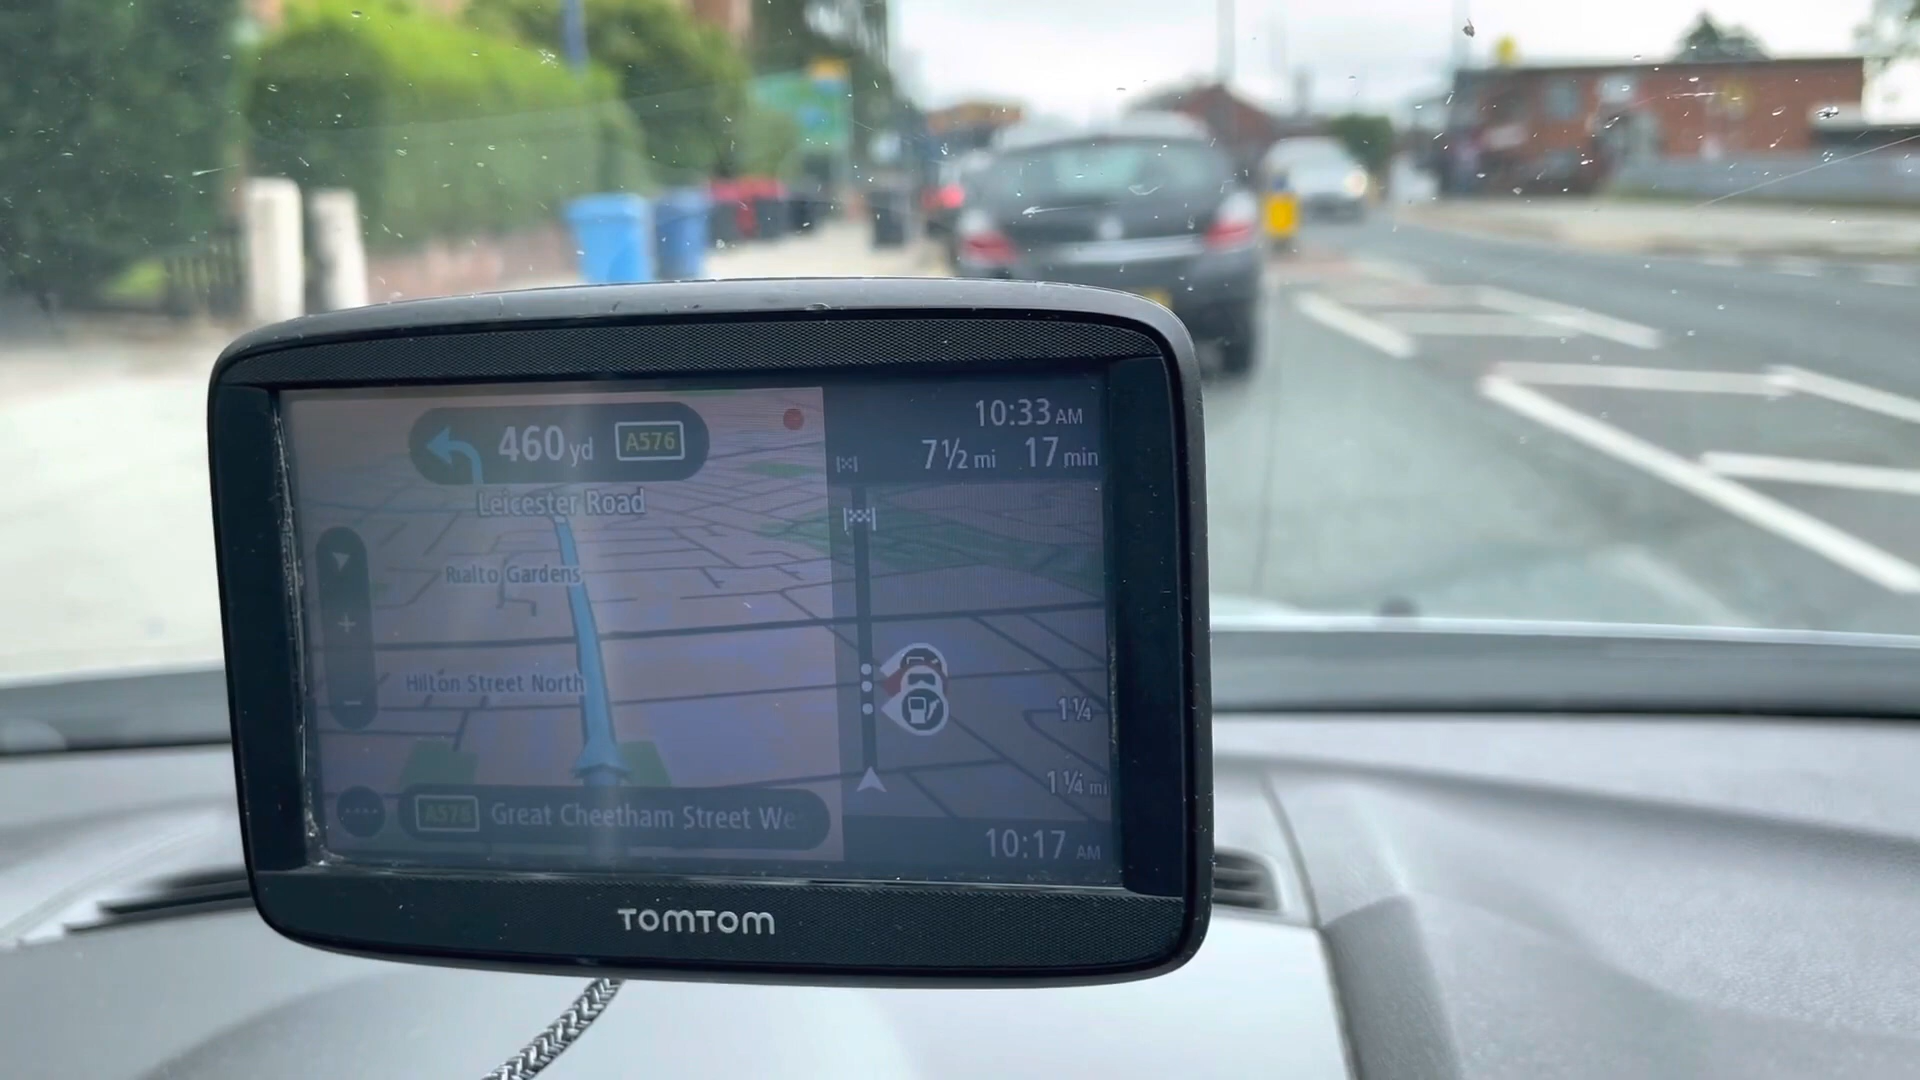 460 yd A576
Leicester Road
Rialto Gardens
Hilton Street North
A576 Great Cheetham Street We
10:33 AM
7½ mi 17 min
1¼
1¼ mi
10:17 AM
TOMTOM